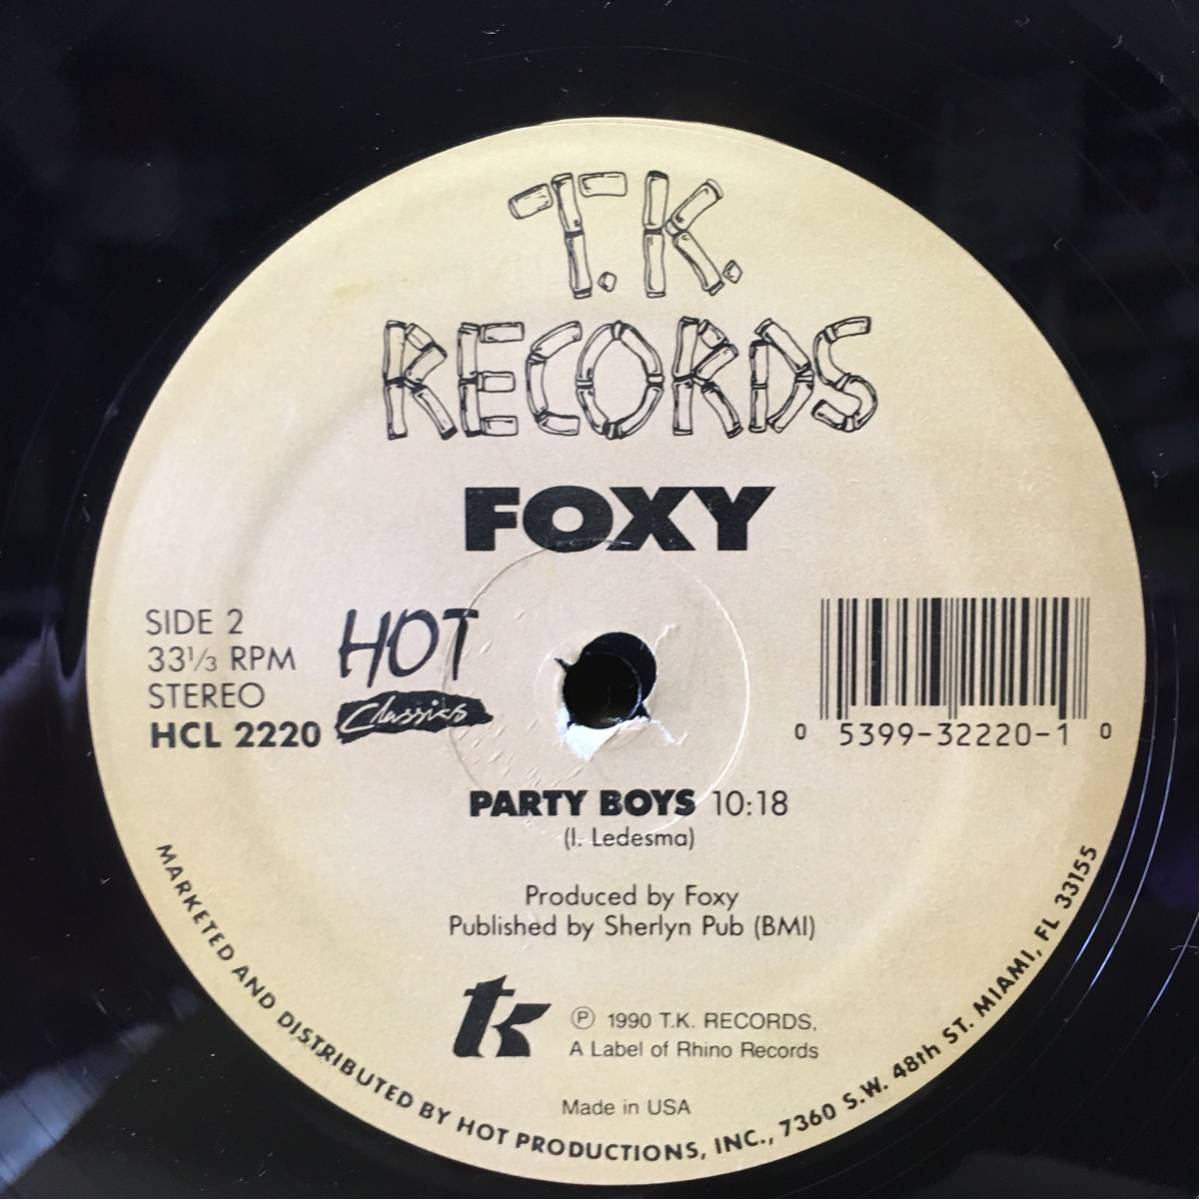 T.K.
RECORDS
FOXY
SIDE 2
33⅓ RPM
STEREO
HCL 2220
HOT
Classics
0 5399-32220-1 0
PARTY BOYS 10:18
(I. Ledesma)
Produced by Foxy
Published by Sherlyn Pub (BMI)
tk
℗ 1990 T.K. RECORDS,
A Label of Rhino Records
Made in USA
MARKETED AND DISTRIBUTED BY HOT PRODUCTIONS, INC., 7360 S.W. 48th ST. MIAMI, FL 33155